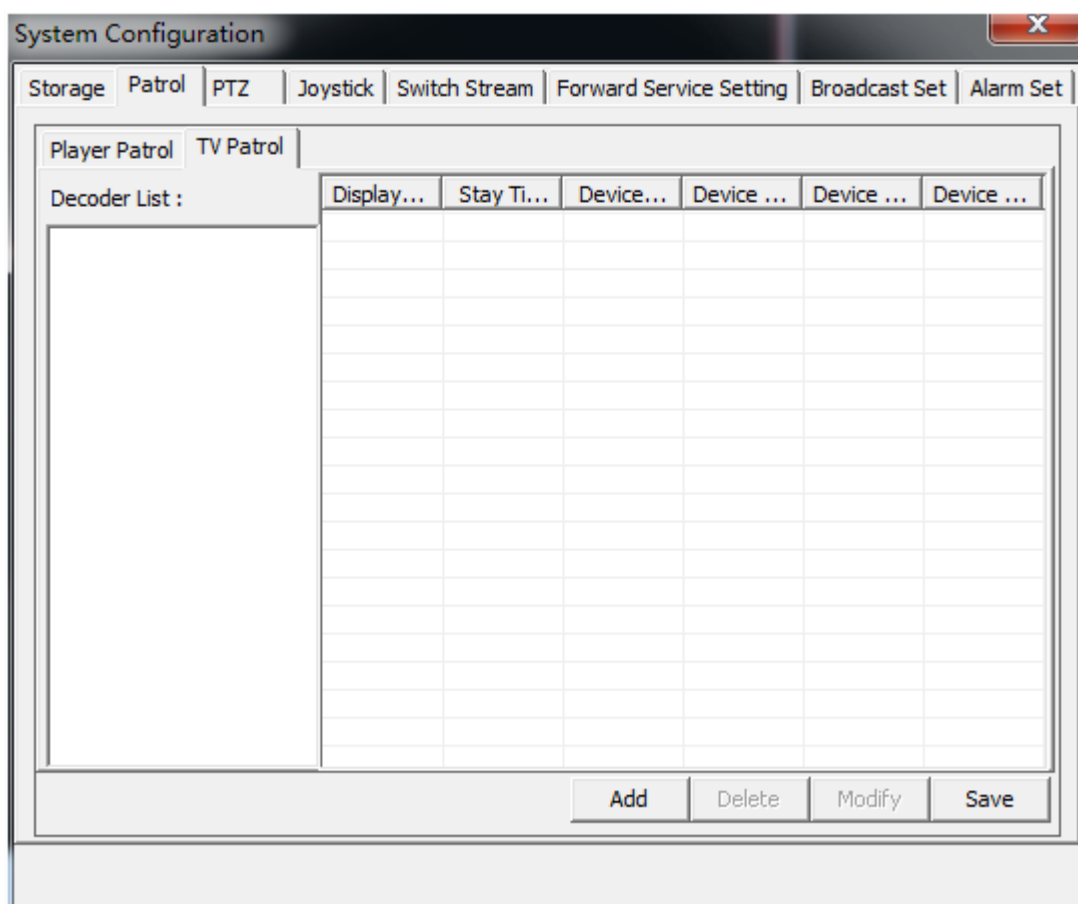 System Configuration
Storage Patrol PTZ Joystick Switch Stream Forward Service Setting Broadcast Set Alarm Set
Player Patrol TV Patrol
Decoder List :
Display... Stay Ti... Device... Device ... Device ... Device ...
Add Delete Modify Save